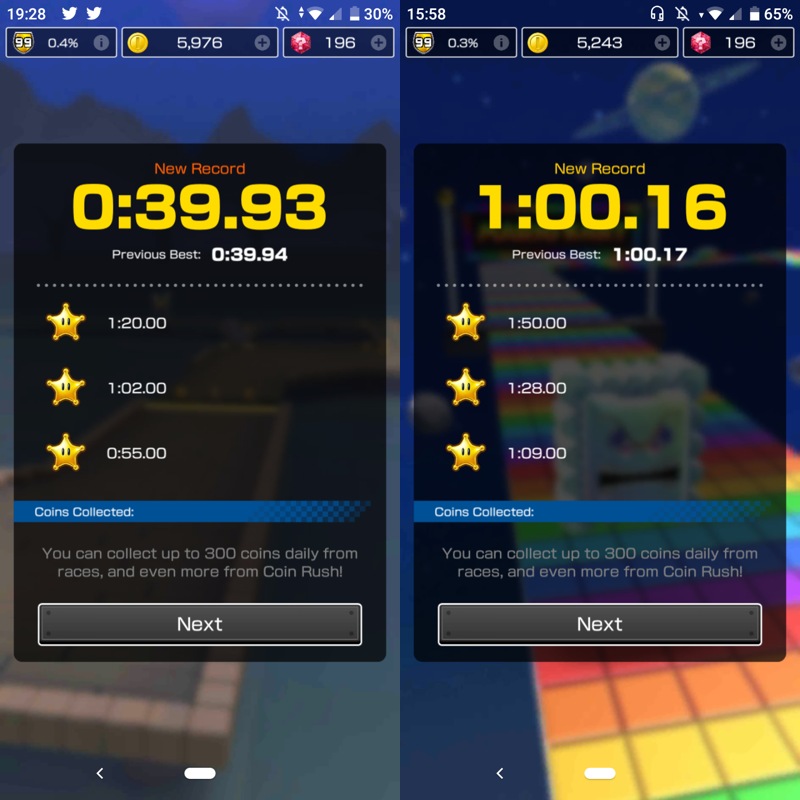 19:28
30%
99
0.4%
5,976
196
New Record
0:39.93
Previous Best: 0:39.94
1:20.00
1:02.00
0:55.00
Coins Collected:
You can collect up to 300 coins daily from
races, and even more from Coin Rush!
Next
15:58
65%
99
0.3%
5,243
196
New Record
1:00.16
Previous Best: 1:00.17
1:50.00
1:28.00
1:09.00
Coins Collected:
You can collect up to 300 coins daily from
races, and even more from Coin Rush!
Next